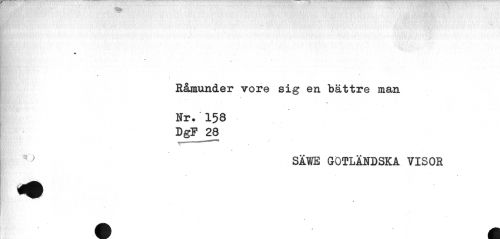 Råmunder vore sig en bättre man
Nr. 158
DgF 28
SÄWE GOTLÄNDSKA VISOR